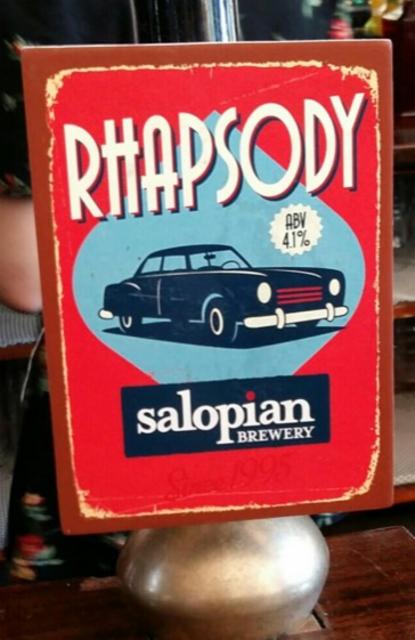 RHAPSODY
ABV
4.1%
salopian
BREWERY
Since 1995